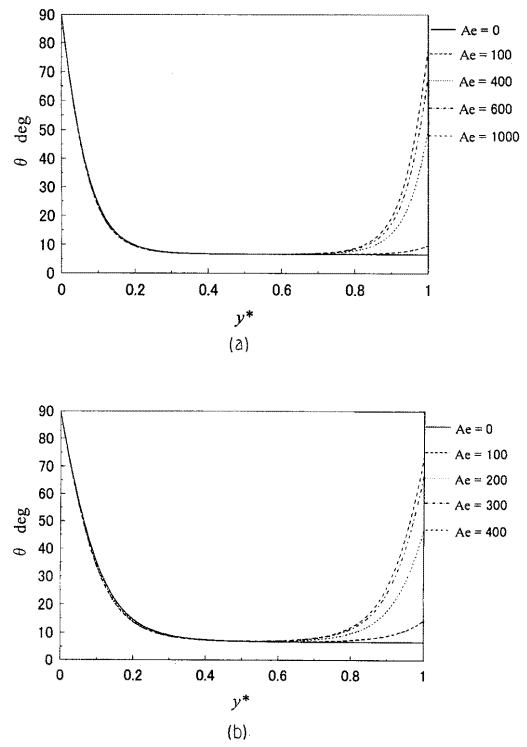 90
80
70
60
50
40
30
20
10
0
θ deg
0 0.2 0.4 0.6 0.8 1
y*
(a)
Ae = 0
Ae = 100
Ae = 400
Ae = 600
Ae = 1000
90
80
70
60
50
40
30
20
10
0
θ deg
0 0.2 0.4 0.6 0.8 1
y*
(b)
Ae = 0
Ae = 100
Ae = 200
Ae = 300
Ae = 400